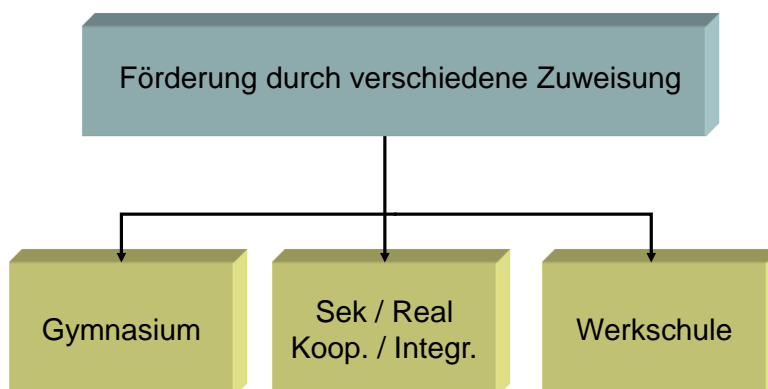 Förderung durch verschiedene Zuweisung
Gymnasium
Sek / Real
Koop. / Integr.
Werkschule